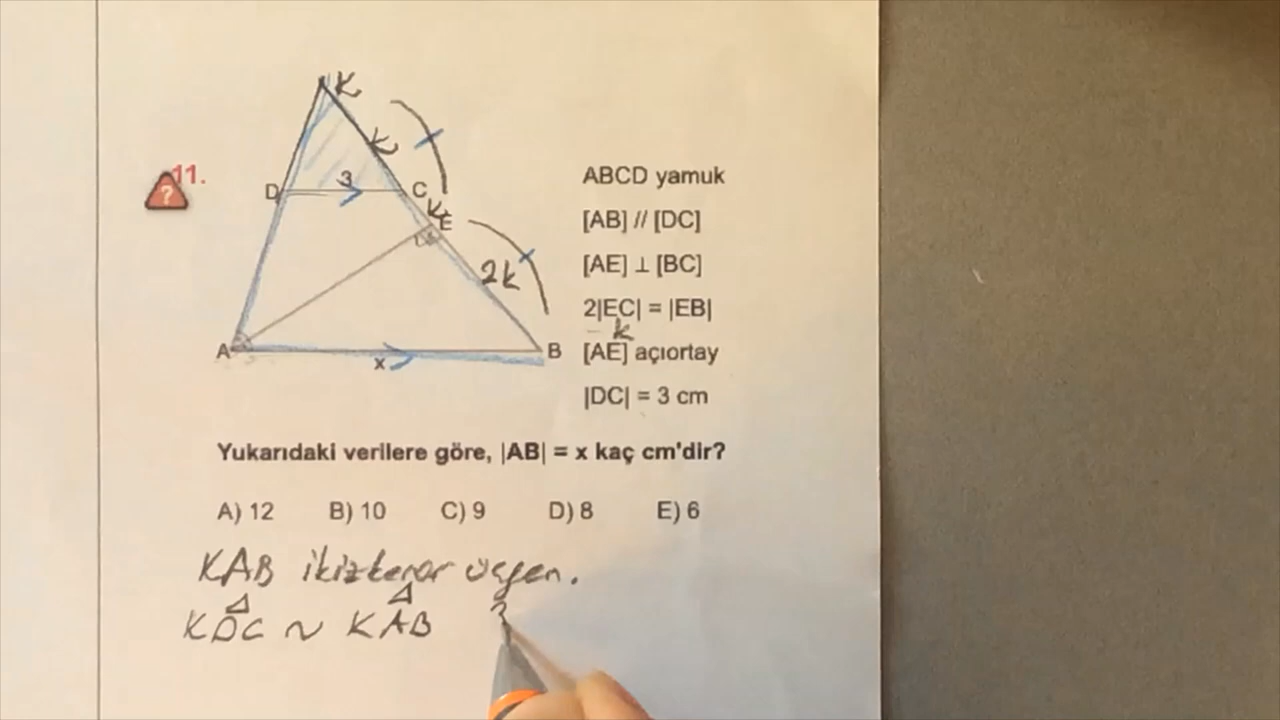 K
K
11.
?
D
3
C
K
E
2k
A
x
B
ABCD yamuk
[AB] // [DC]
[AE] ⊥ [BC]
2|EC| = |EB|
k
[AE] açıortay
|DC| = 3 cm
Yukarıdaki verilere göre, |AB| = x kaç cm'dir?
A) 12 B) 10 C) 9 D) 8 E) 6
KAB ikizkenar üçgen.
KDC ~ KAB